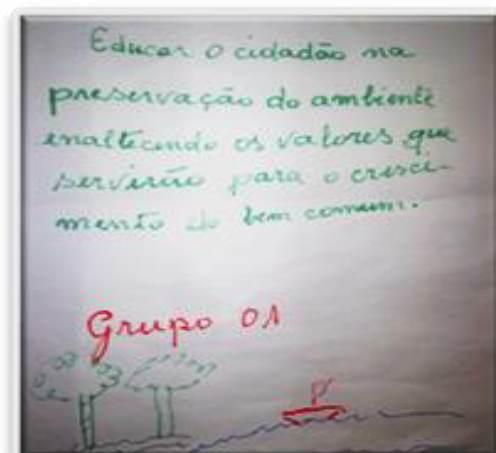 Educar o cidadão na
preservação do ambiente
enaltecendo os valores que
servirão para o cresci-
mento do bem comum.
Grupo 01